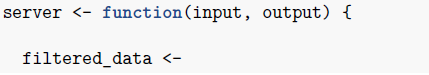 server <- function(input, output) {
filtered_data <-